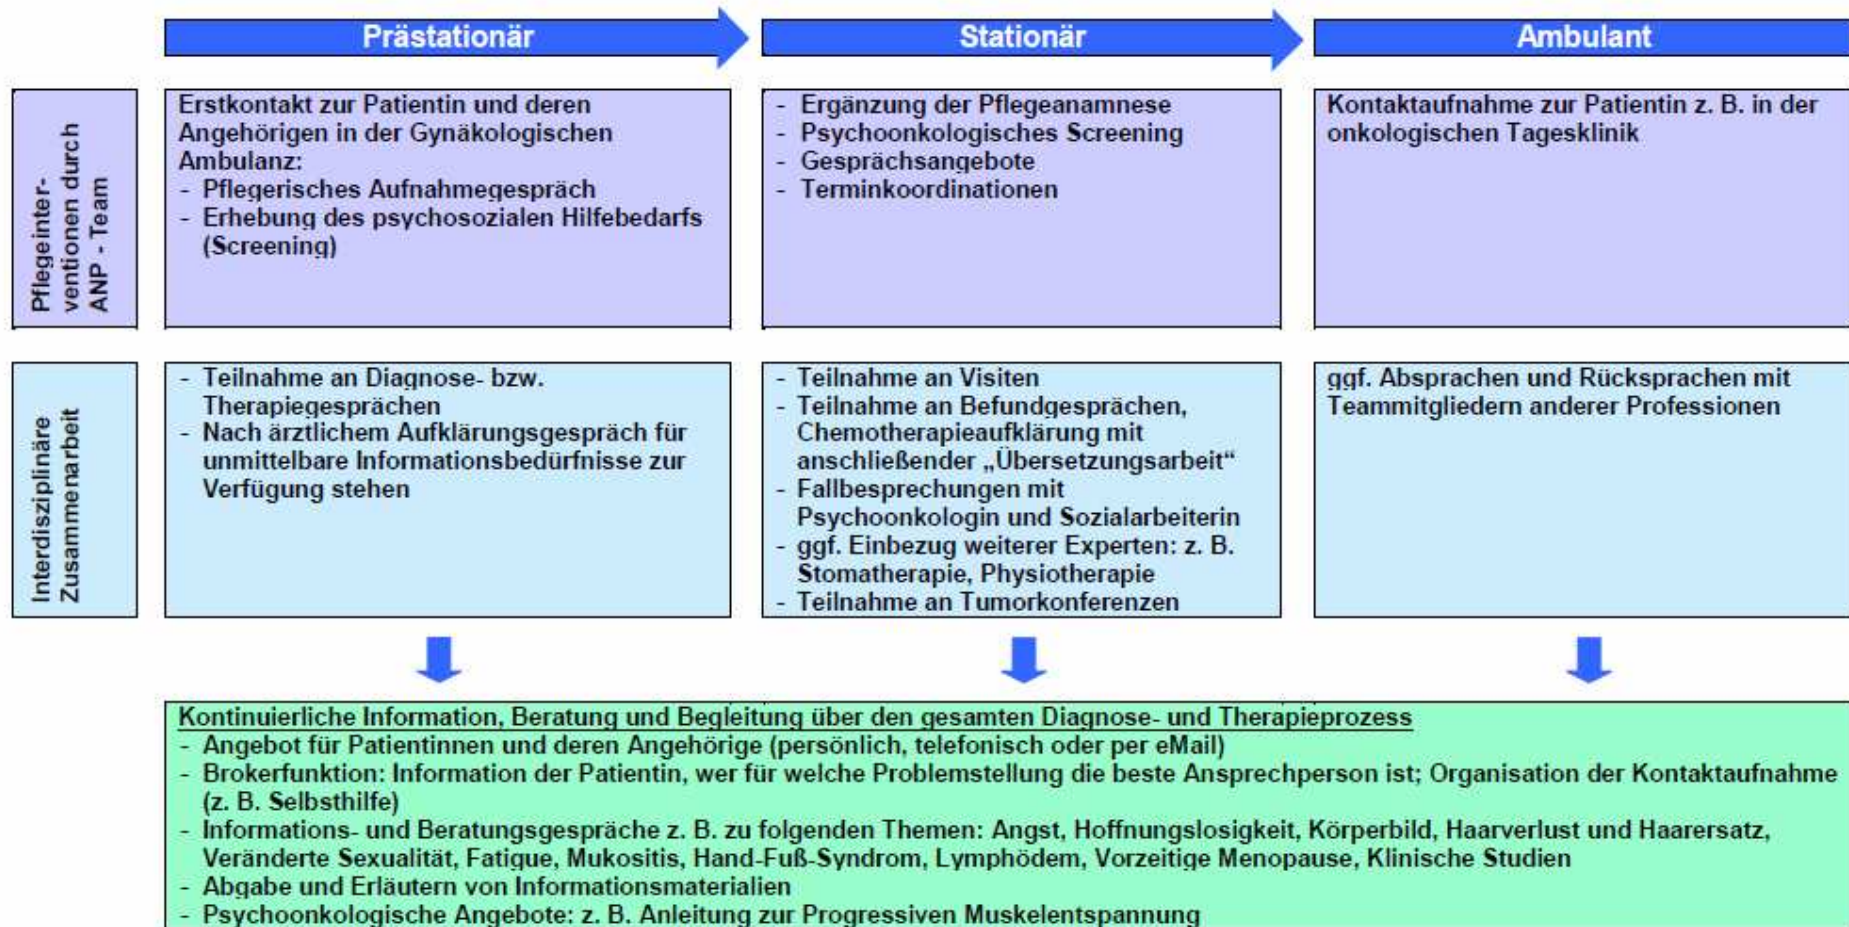 Prästationär
Stationär
Ambulant
Pflegeinter-
ventionen durch
ANP - Team
Erstkontakt zur Patientin und deren
Angehörigen in der Gynäkologischen
Ambulanz:
- Pflegerisches Aufnahmegespräch
- Erhebung des psychosozialen Hilfebedarfs
(Screening)
- Ergänzung der Pflegeanamnese
- Psychoonkologisches Screening
- Gesprächsangebote
- Terminkoordinationen
Kontaktaufnahme zur Patientin z. B. in der
onkologischen Tagesklinik
Interdisziplinäre
Zusammenarbeit
- Teilnahme an Diagnose- bzw.
Therapiegesprächen
- Nach ärztlichem Aufklärungsgespräch für
unmittelbare Informationsbedürfnisse zur
Verfügung stehen
- Teilnahme an Visiten
- Teilnahme an Befundgesprächen,
Chemotherapieaufklärung mit
anschließender „Übersetzungsarbeit“
- Fallbesprechungen mit
Psychoonkologin und Sozialarbeiterin
- ggf. Einbezug weiterer Experten: z. B.
Stomatherapie, Physiotherapie
- Teilnahme an Tumorkonferenzen
ggf. Absprachen und Rücksprachen mit
Teammitgliedern anderer Professionen
Kontinuierliche Information, Beratung und Begleitung über den gesamten Diagnose- und Therapieprozess
- Angebot für Patientinnen und deren Angehörige (persönlich, telefonisch oder per eMail)
- Brokerfunktion: Information der Patientin, wer für welche Problemstellung die beste Ansprechperson ist; Organisation der Kontaktaufnahme
(z. B. Selbsthilfe)
- Informations- und Beratungsgespräche z. B. zu folgenden Themen: Angst, Hoffnungslosigkeit, Körperbild, Haarverlust und Haarersatz,
Veränderte Sexualität, Fatigue, Mukositis, Hand-Fuß-Syndrom, Lymphödem, Vorzeitige Menopause, Klinische Studien
- Abgabe und Erläutern von Informationsmaterialien
- Psychoonkologische Angebote: z. B. Anleitung zur Progressiven Muskelentspannung